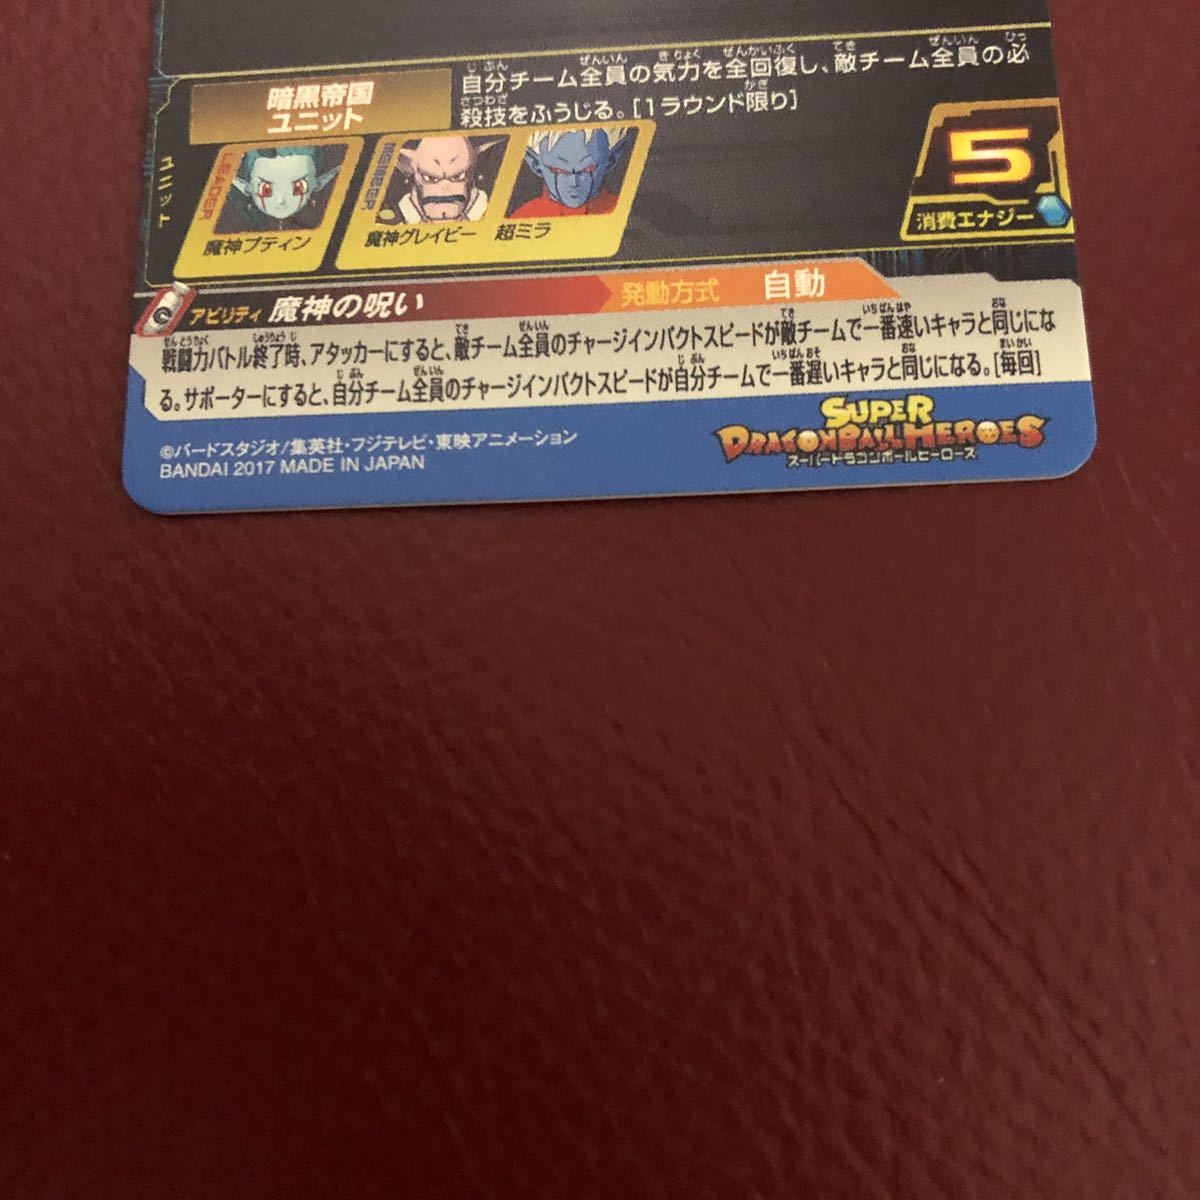 自分チーム全員の気力を全回復し、敵チーム全員の必
殺技をふうじる。[1ラウンド限り]
暗黒帝国
ユニット
ユニット
LEADER
魔神プティン
MEMBER
魔神グレイビー
超ミラ
5
消費エナジー
アビリティ 魔神の呪い
発動方式 自動
戦闘力バトル終了時、アタッカーにすると、敵チーム全員のチャージインパクトスピードが敵チームで一番速いキャラと同じにな
る。サポーターにすると、自分チーム全員のチャージインパクトスピードが自分チームで一番遅いキャラと同じになる。[毎回]
©バードスタジオ/集英社・フジテレビ・東映アニメーション
BANDAI 2017 MADE IN JAPAN
SUPER
DRAGONBALL HEROES
スーパードラゴンボールヒーローズ